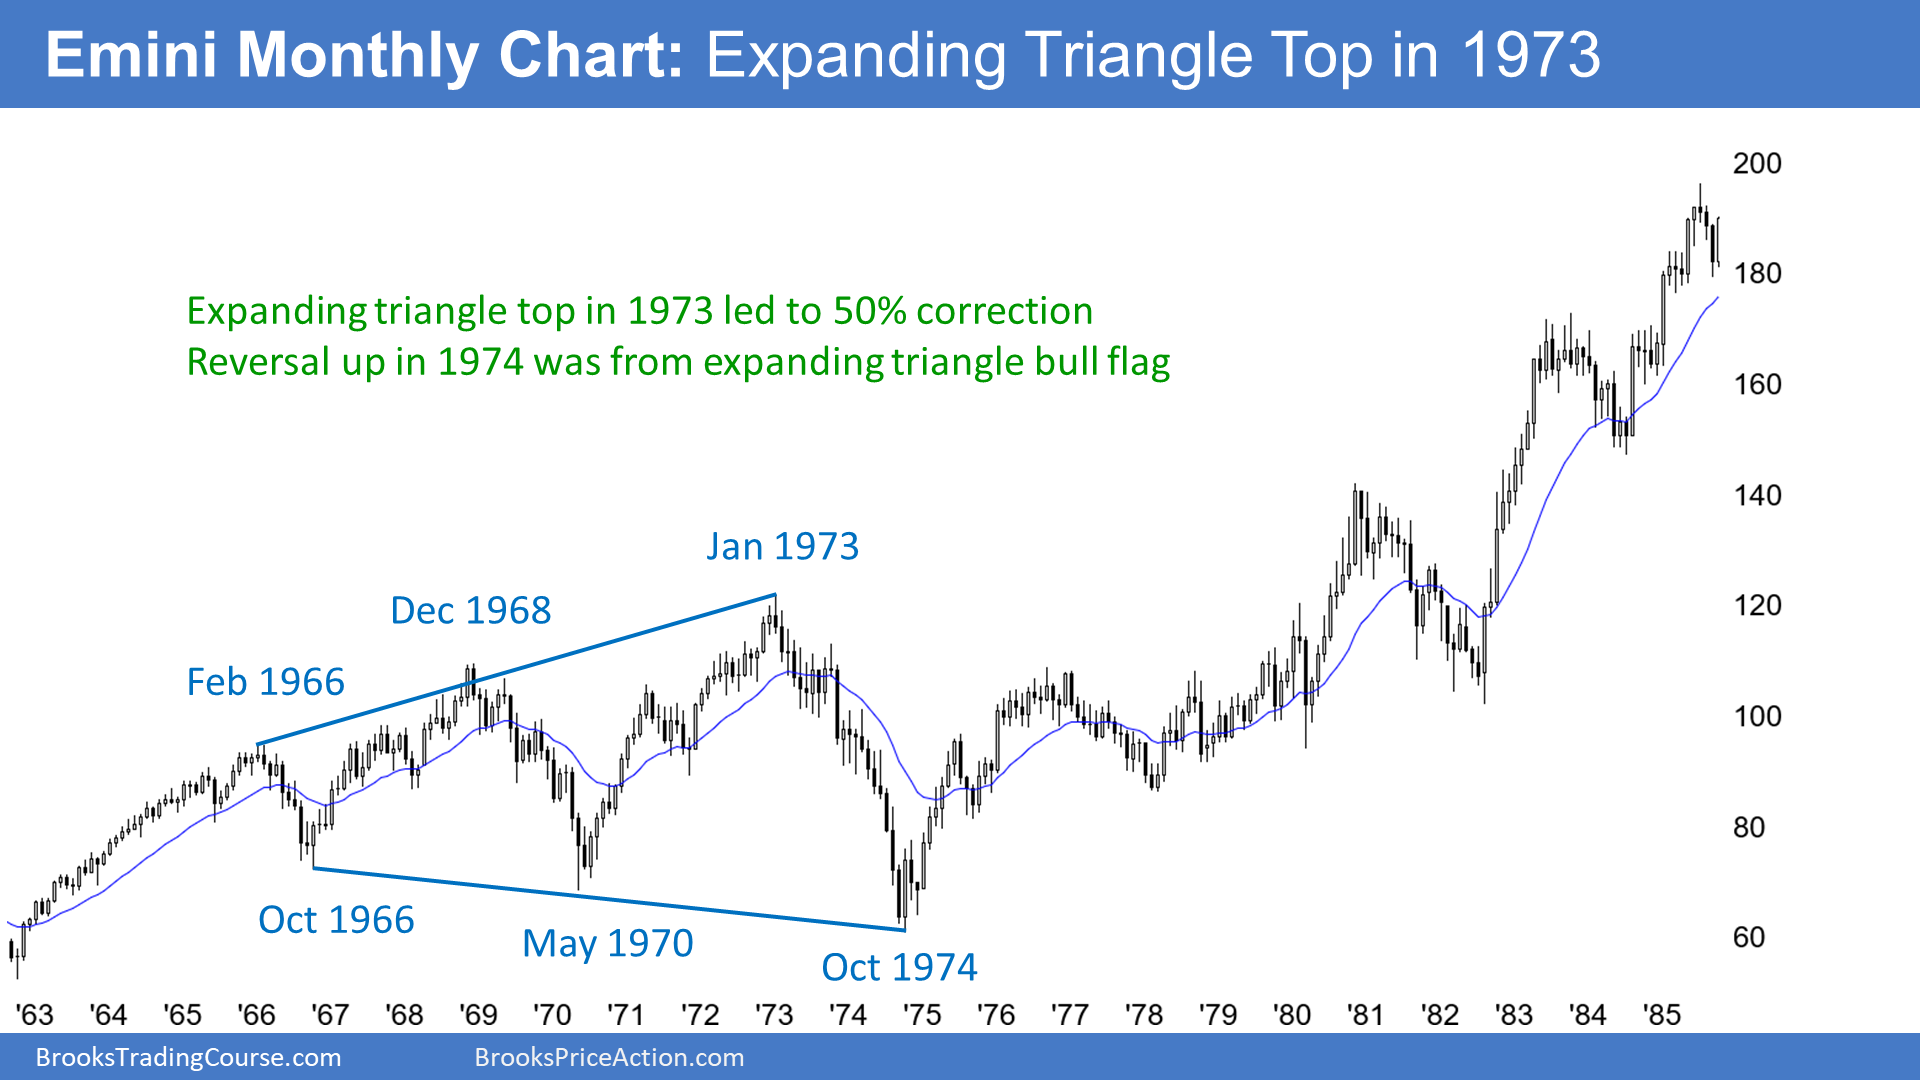 Emini Monthly Chart: Expanding Triangle Top in 1973
200
Expanding triangle top in 1973 led to 50% correction
Reversal up in 1974 was from expanding triangle bull flag
180
160
140
Jan 1973
Dec 1968
120
Feb 1966
100
80
Oct 1966
May 1970
60
Oct 1974
'63 '64 '65 '66 '67 '68 '69 '70 '71 '72 '73 '74 '75 '76 '77 '78 '79 '80 '81 '82 '83 '84 '85
BrooksTradingCourse.com BrooksPriceAction.com